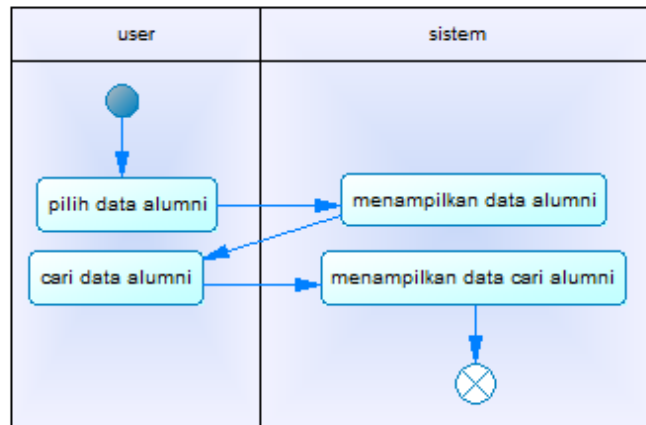 user
sistem
pilih data alumni
menampilkan data alumni
cari data alumni
menampilkan data cari alumni